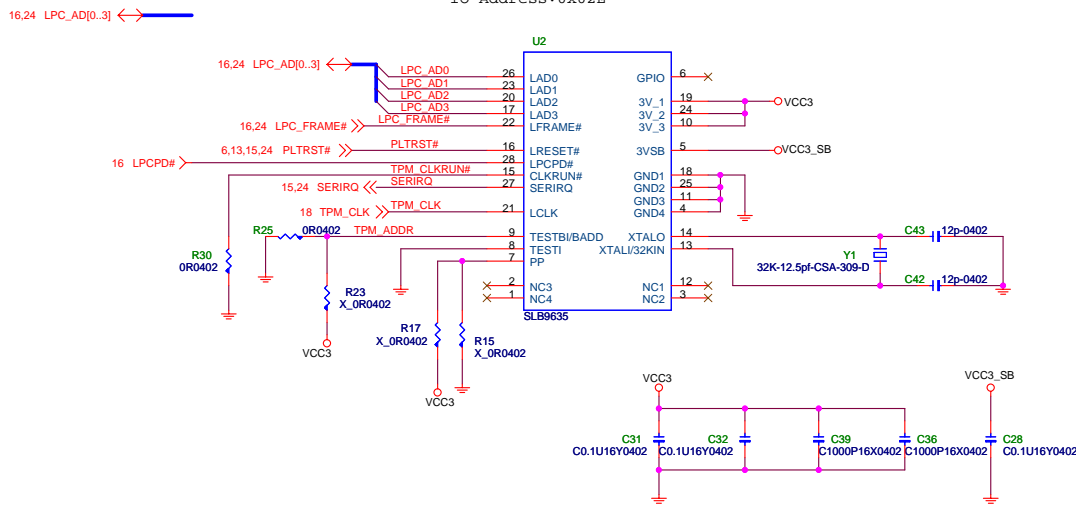 IO Address:0X02E
16,24 LPC_AD[0..3]
U2
16,24 LPC_AD[0..3]
LPC_AD0 26 LAD0
LPC_AD1 23 LAD1
LPC_AD2 20 LAD2
LPC_AD3 17 LAD3
16,24 LPC_FRAME# LPC_FRAME# 22 LFRAME#
6,13,15,24 PLTRST# PLTRST# 16 LRESET#
16 LPCPD# 28 LPCPD#
TPM_CLKRUN# 15 CLKRUN#
15,24 SERIRQ SERIRQ 27 SERIRQ
18 TPM_CLK TPM_CLK 21 LCLK
R25 0R0402 TPM_ADDR 9 TESTBI/BADD
8 TESTI
7 PP
2 NC3
1 NC4
GPIO 6
3V_1 19 VCC3
3V_2 24
3V_3 10
3VSB 5 VCC3_SB
GND1 18
GND2 25
GND3 11
GND4 4
XTALO 14
XTALI/32KIN 13
NC1 12
NC2 3
SLB9635
C43 12p-0402
Y1
32K-12.5pf-CSA-309-D
C42 12p-0402
R30
0R0402
R23
X_0R0402
VCC3
R17
X_0R0402
R15
X_0R0402
VCC3
VCC3
VCC3_SB
C31
C0.1U16Y0402
C32
C0.1U16Y0402
C39
C1000P16X0402
C36
C1000P16X0402
C28
C0.1U16Y0402